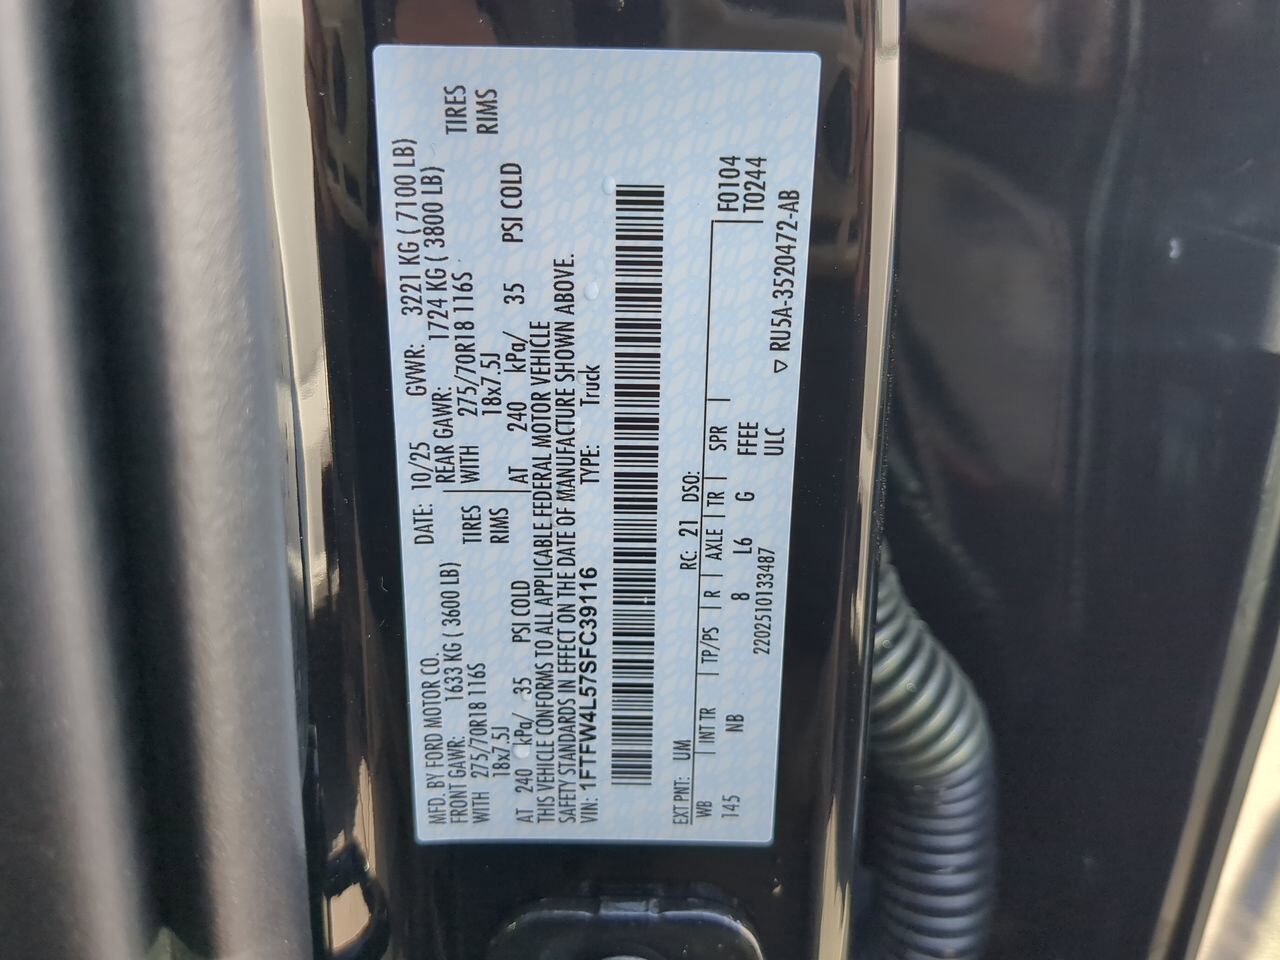 MFD. BY FORD MOTOR CO.
DATE: 10/25 GVWR: 3221 KG ( 7100 LB)
FRONT GAWR: 1633 KG ( 3600 LB)
REAR GAWR: 1724 KG ( 3800 LB)
WITH 275/70R18 116S TIRES
WITH 275/70R18 116S TIRES
18x7.5J RIMS
18x7.5J RIMS
AT 240 kPa/ 35 PSI COLD
AT 240 kPa/ 35 PSI COLD
THIS VEHICLE CONFORMS TO ALL APPLICABLE FEDERAL MOTOR VEHICLE
SAFETY STANDARDS IN EFFECT ON THE DATE OF MANUFACTURE SHOWN ABOVE.
VIN: 1FTFW4L57SFC39116 TYPE: Truck
EXT PNT: UM RC: 21 DSO:
WB INT TR TP/PS R AXLE TR SPR F0104
145 NB 8 L6 G FFEE T0244
2202510133487 ULC
▽ RU5A-3520472-AB